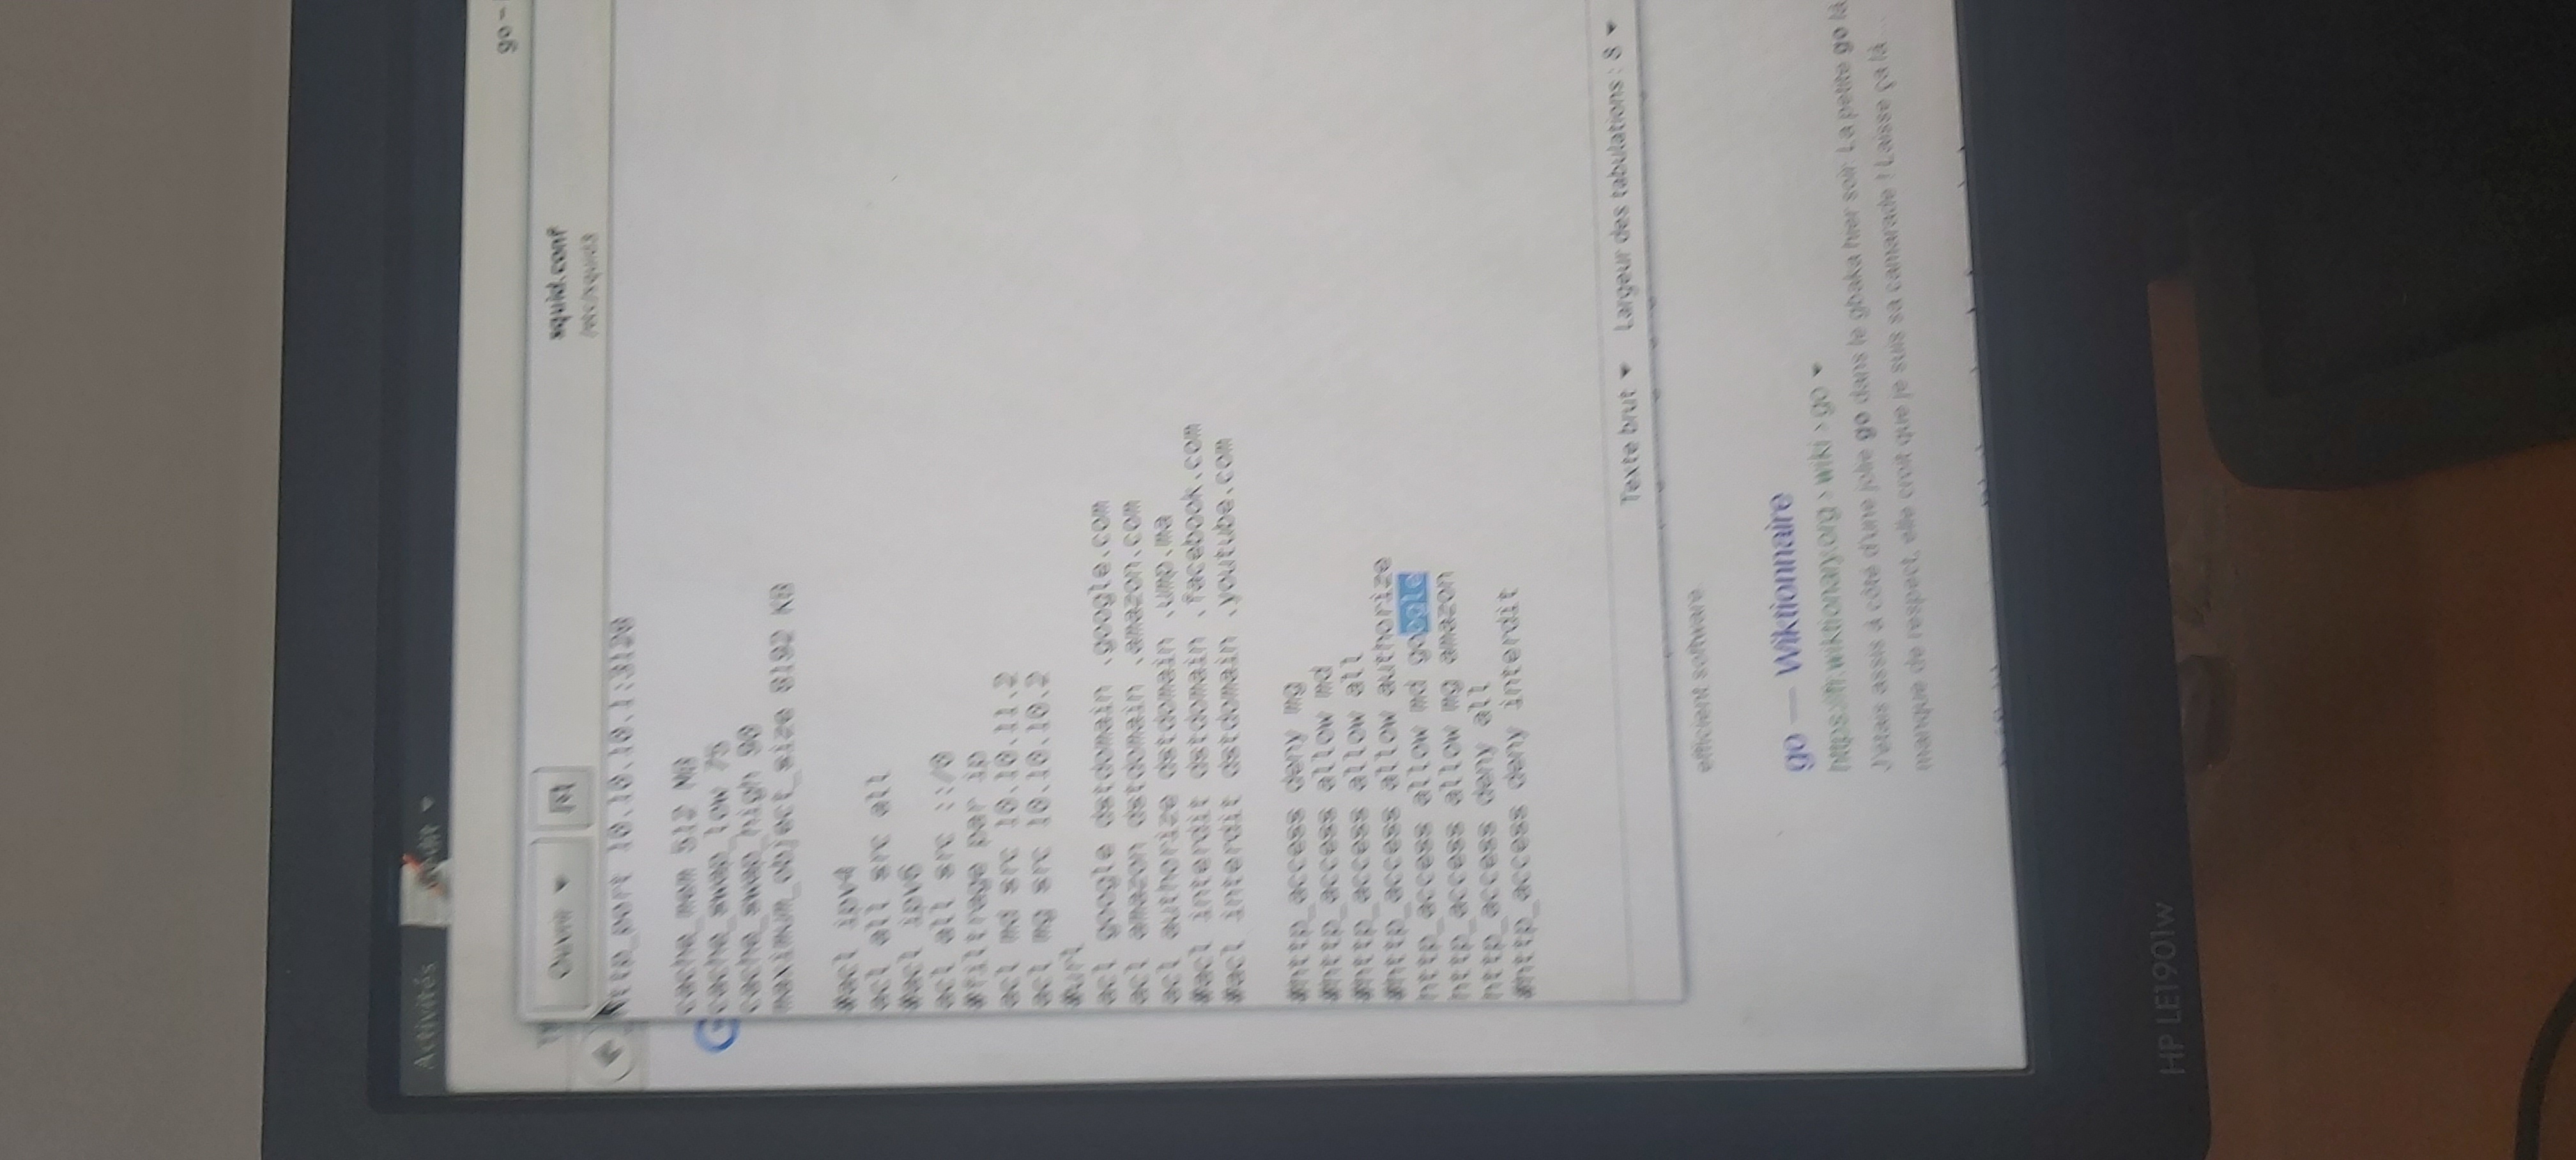 Activités
gedit
go –
Ouvrir
squid.conf
/etc/squid3
http_port 10.10.10.1:3128
cache_mem 512 MB
cache_swap_low 75
cache_swap_high 90
maximum_object_size 8192 KB
#acl ipv4
acl all src all
#acl ipv6
acl all src ::/0
#filtrage par ip
acl md src 10.10.11.2
acl mg src 10.10.10.2
#url
acl google dstdomain .google.com
acl amazon dstdomain .amazon.com
acl authorize dstdomain .ump.ma
#acl interdit dstdomain .facebook.com
#acl interdit dstdomain .youtube.com
#http_access deny mg
#http_access allow md
#http_access allow all
#http_access allow authorize
http_access allow md google
http_access allow mg amazon
http_access deny all
#http_access deny interdit
Texte brut Largeur des tabulations : 8
efficient software.
go — Wiktionnaire
https://fr.wiktionary.org › wiki › go
J'étais assis à côté d'une jolie go dans le gbaka hier soir. La petite go là
manque de respect, elle croit que je suis sa camarade ! Laisse ça là ...
HP LE1901w